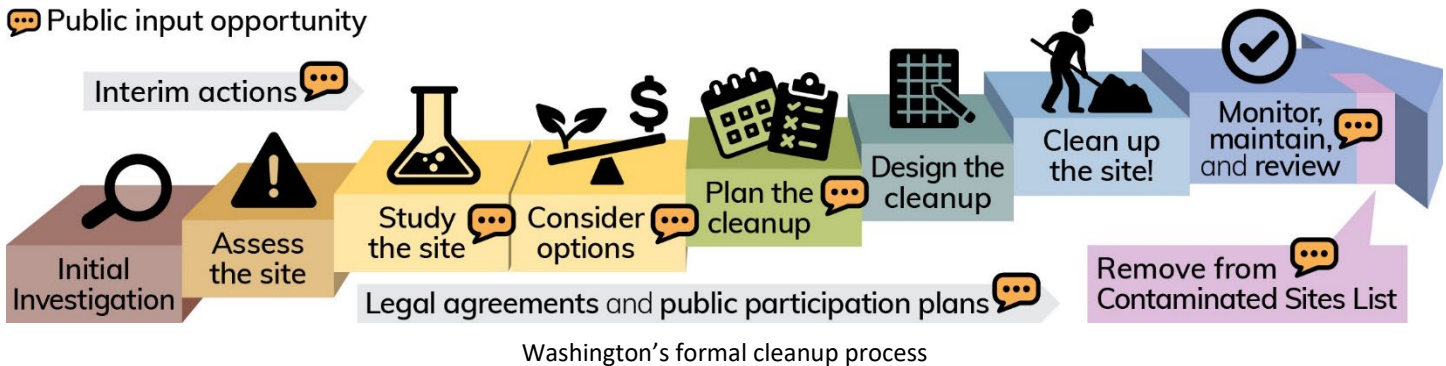 Public input opportunity
Interim actions
Initial
Investigation
Assess
the site
Study
the site
Consider
options
Plan the
cleanup
Design the
cleanup
Clean up
the site!
Monitor,
maintain,
and review
Legal agreements and public participation plans
Remove from
Contaminated Sites List
Washington’s formal cleanup process